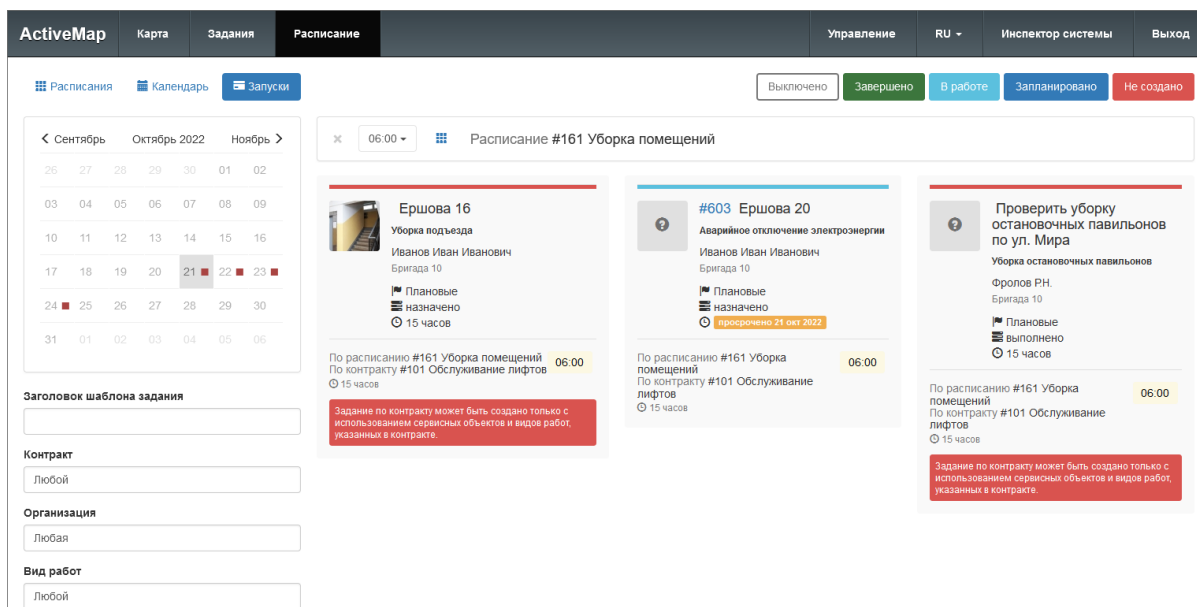 ActiveMap Карта Задания Расписание Управление RU Инспектор системы Выход
Расписания Календарь Запуски
Выключено Завершено В работе Запланировано Не создано
Сентябрь Октябрь 2022 Ноябрь
26 27 28 29 30 01 02
03 04 05 06 07 08 09
10 11 12 13 14 15 16
17 18 19 20 21 22 23
24 25 26 27 28 29 30
31 01 02 03 04 05 06
Заголовок шаблона задания
Контракт
Любой
Организация
Любая
Вид работ
Любой
× 06:00 Расписание #161 Уборка помещений
Ершова 16
Уборка подъезда
Иванов Иван Иванович
Бригада 10
Плановые
назначено
15 часов
По расписанию #161 Уборка помещений 06:00
По контракту #101 Обслуживание лифтов
15 часов
Задание по контракту может быть создано только с
использованием сервисных объектов и видов работ,
указанных в контракте.
#603 Ершова 20
Аварийное отключение электроэнергии
Иванов Иван Иванович
Бригада 10
Плановые
назначено
просрочено 21 окт 2022
По расписанию #161 Уборка 06:00
помещений
По контракту #101 Обслуживание
лифтов
15 часов
Проверить уборку
остановочных павильонов
по ул. Мира
Уборка остановочных павильонов
Фролов Р.Н.
Бригада 10
Плановые
выполнено
15 часов
По расписанию #161 Уборка 06:00
помещений
По контракту #101 Обслуживание
лифтов
15 часов
Задание по контракту может быть создано только с
использованием сервисных объектов и видов работ,
указанных в контракте.